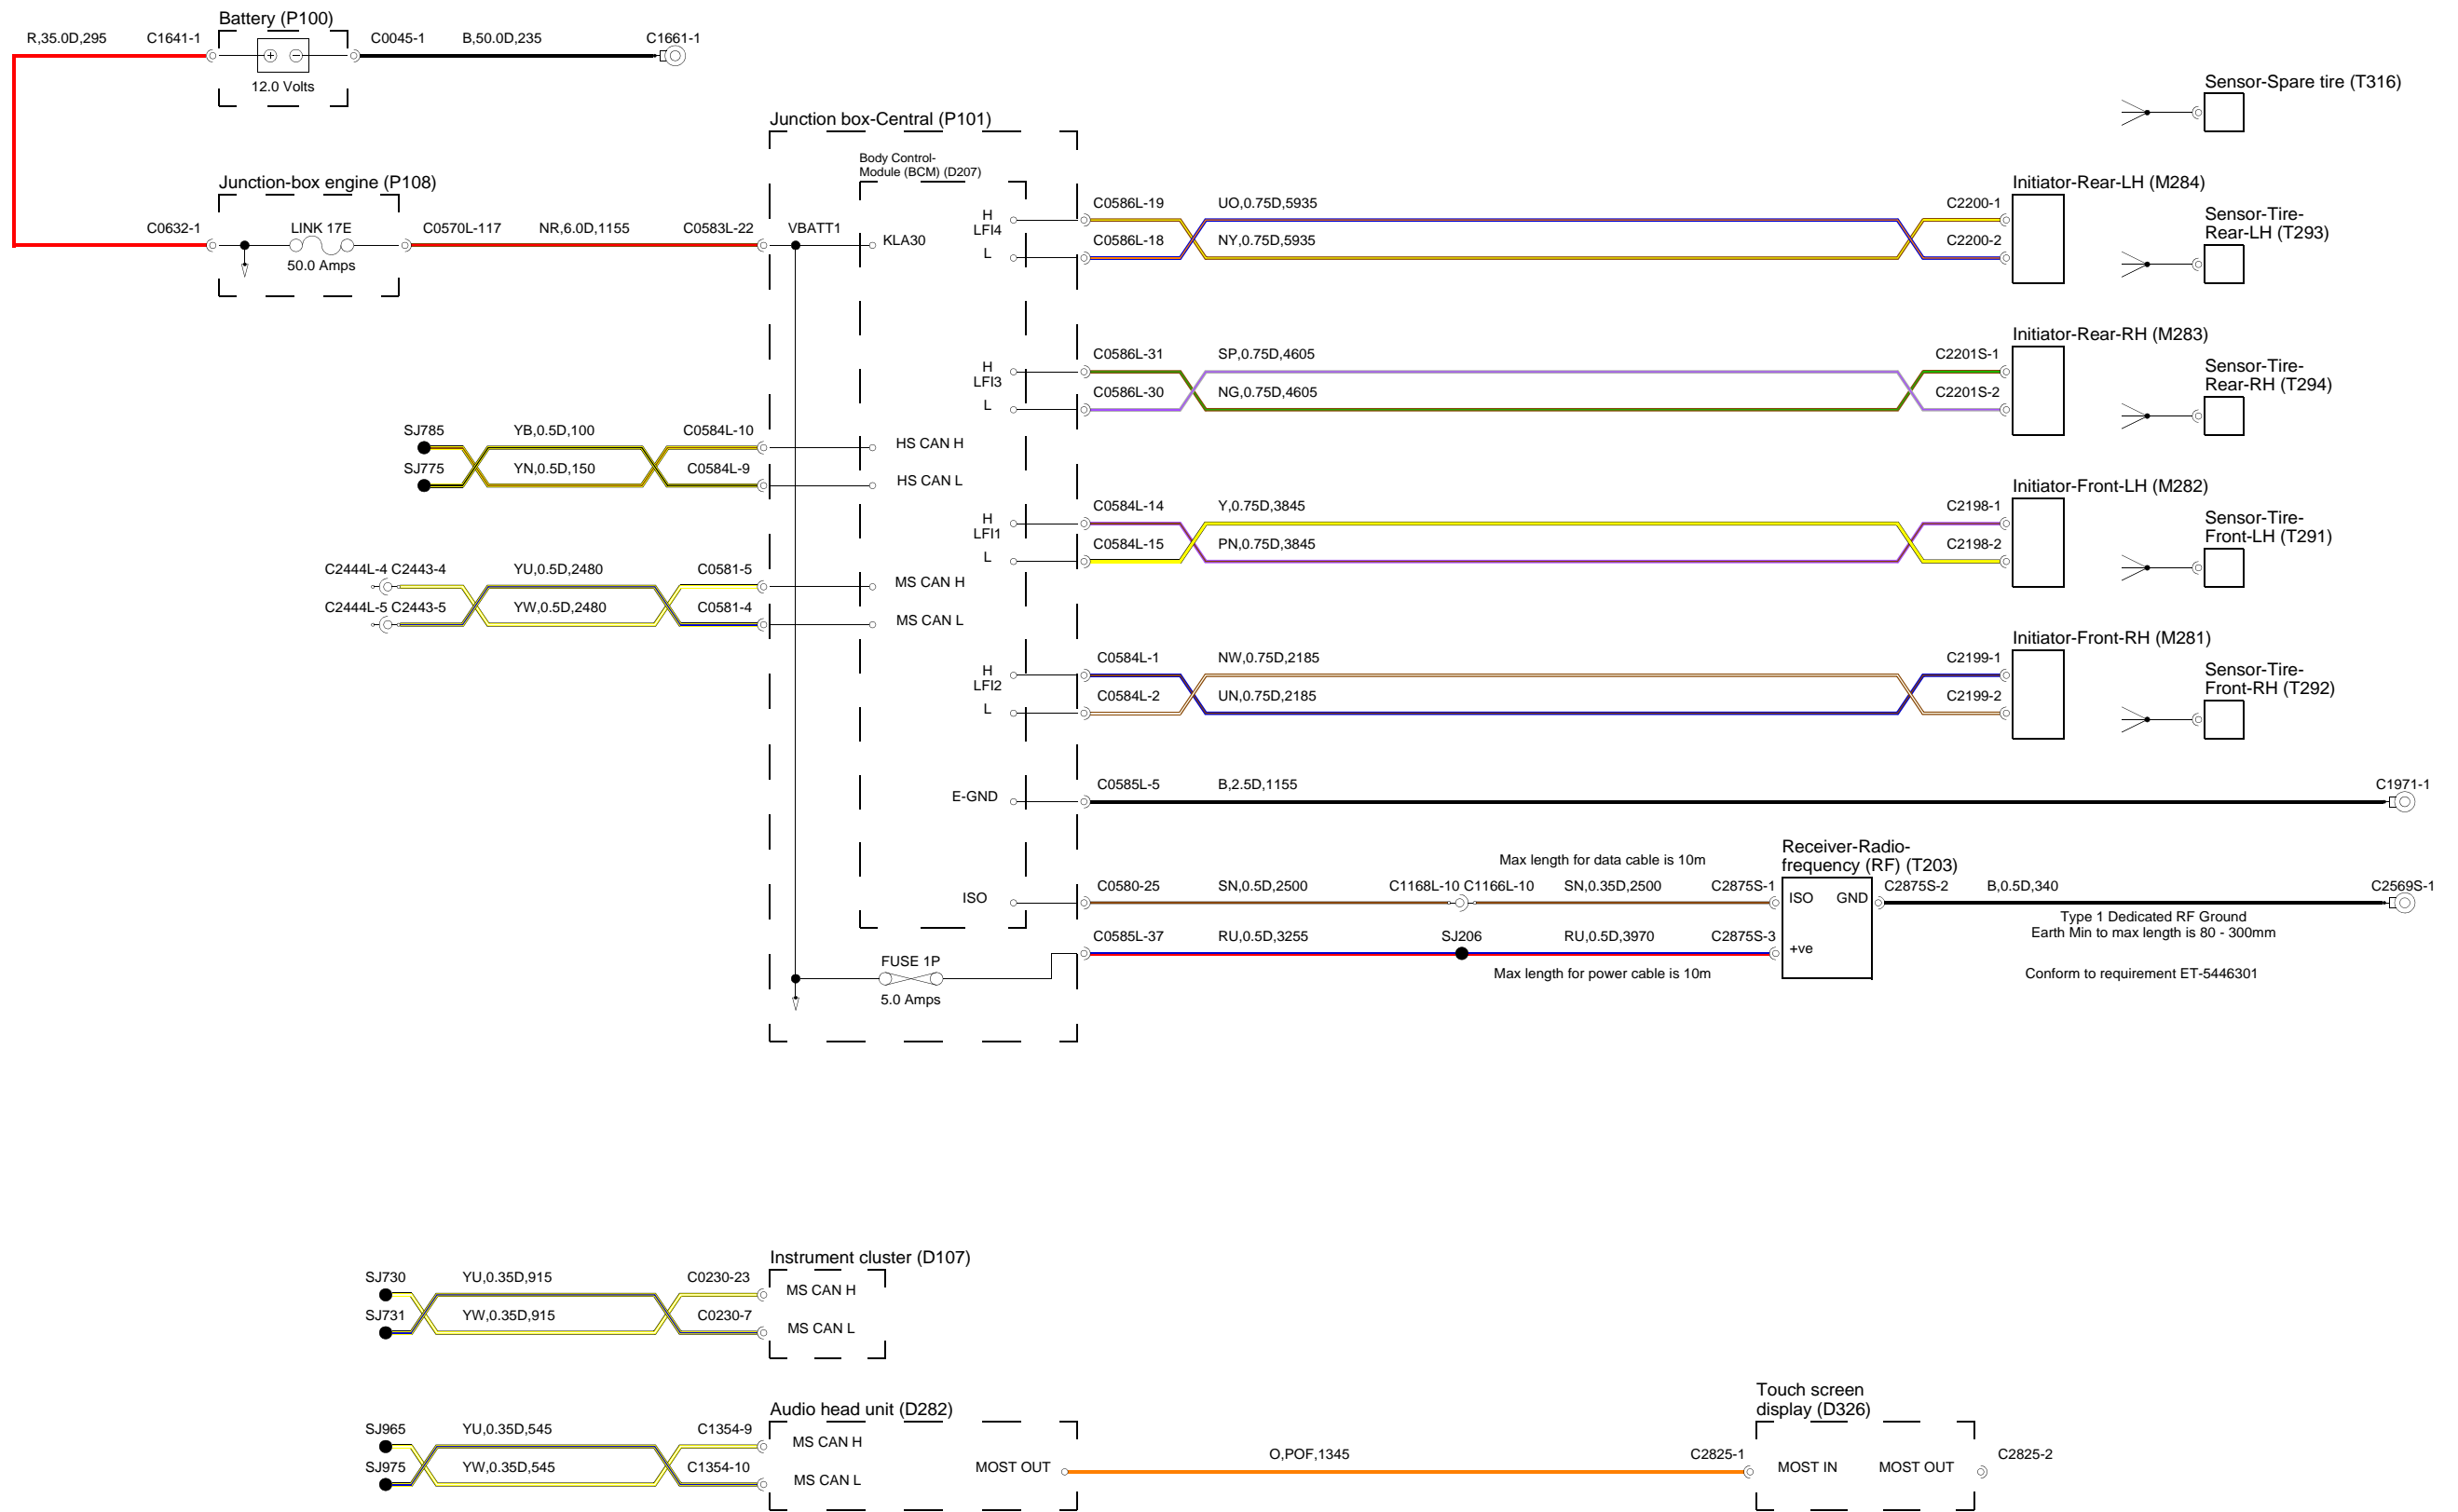 Battery (P100)
R,35.0D,295
C1641-1
C0045-1
B,50.0D,235
C1661-1
12.0 Volts
Sensor-Spare tire (T316)
Junction box-Central (P101)
Body Control-
Module (BCM) (D207)
Junction-box engine (P108)
C0632-1
LINK 17E
50.0 Amps
C0570L-117
NR,6.0D,1155
C0583L-22
VBATT1
KLA30
H
LFI4
L
C0586L-19
UO,0.75D,5935
C2200-1
C0586L-18
NY,0.75D,5935
C2200-2
Initiator-Rear-LH (M284)
Sensor-Tire-
Rear-LH (T293)
H
LFI3
L
C0586L-31
SP,0.75D,4605
C2201S-1
C0586L-30
NG,0.75D,4605
C2201S-2
Initiator-Rear-RH (M283)
Sensor-Tire-
Rear-RH (T294)
SJ785
YB,0.5D,100
C0584L-10
HS CAN H
SJ775
YN,0.5D,150
C0584L-9
HS CAN L
H
LFI1
L
C0584L-14
Y,0.75D,3845
C2198-1
C0584L-15
PN,0.75D,3845
C2198-2
Initiator-Front-LH (M282)
Sensor-Tire-
Front-LH (T291)
C2444L-4 C2443-4
YU,0.5D,2480
C0581-5
MS CAN H
C2444L-5 C2443-5
YW,0.5D,2480
C0581-4
MS CAN L
H
LFI2
L
C0584L-1
NW,0.75D,2185
C2199-1
C0584L-2
UN,0.75D,2185
C2199-2
Initiator-Front-RH (M281)
Sensor-Tire-
Front-RH (T292)
E-GND
C0585L-5
B,2.5D,1155
C1971-1
Max length for data cable is 10m
Receiver-Radio-
frequency (RF) (T203)
ISO
C0580-25
SN,0.5D,2500
C1168L-10 C1166L-10
SN,0.35D,2500
C2875S-1
ISO
GND
C2875S-2
B,0.5D,340
C2569S-1
Type 1 Dedicated RF Ground
Earth Min to max length is 80 - 300mm
C0585L-37
RU,0.5D,3255
SJ206
RU,0.5D,3970
C2875S-3
+ve
FUSE 1P
5.0 Amps
Max length for power cable is 10m
Conform to requirement ET-5446301
Instrument cluster (D107)
SJ730
YU,0.35D,915
C0230-23
MS CAN H
SJ731
YW,0.35D,915
C0230-7
MS CAN L
Audio head unit (D282)
SJ965
YU,0.35D,545
C1354-9
MS CAN H
SJ975
YW,0.35D,545
C1354-10
MS CAN L
MOST OUT
O,POF,1345
C2825-1
Touch screen
display (D326)
MOST IN
MOST OUT
C2825-2